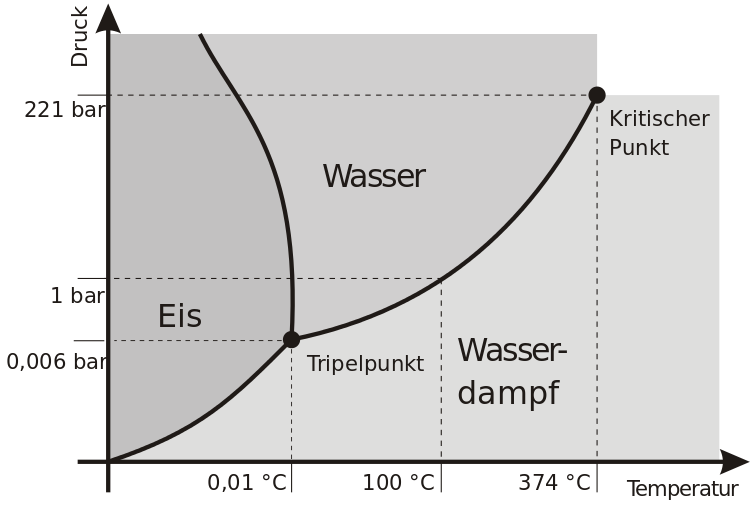 Druck
221 bar
Kritischer
Punkt
Wasser
1 bar
Eis
0,006 bar
Tripelpunkt
Wasser-
dampf
0,01 °C
100 °C
374 °C
Temperatur